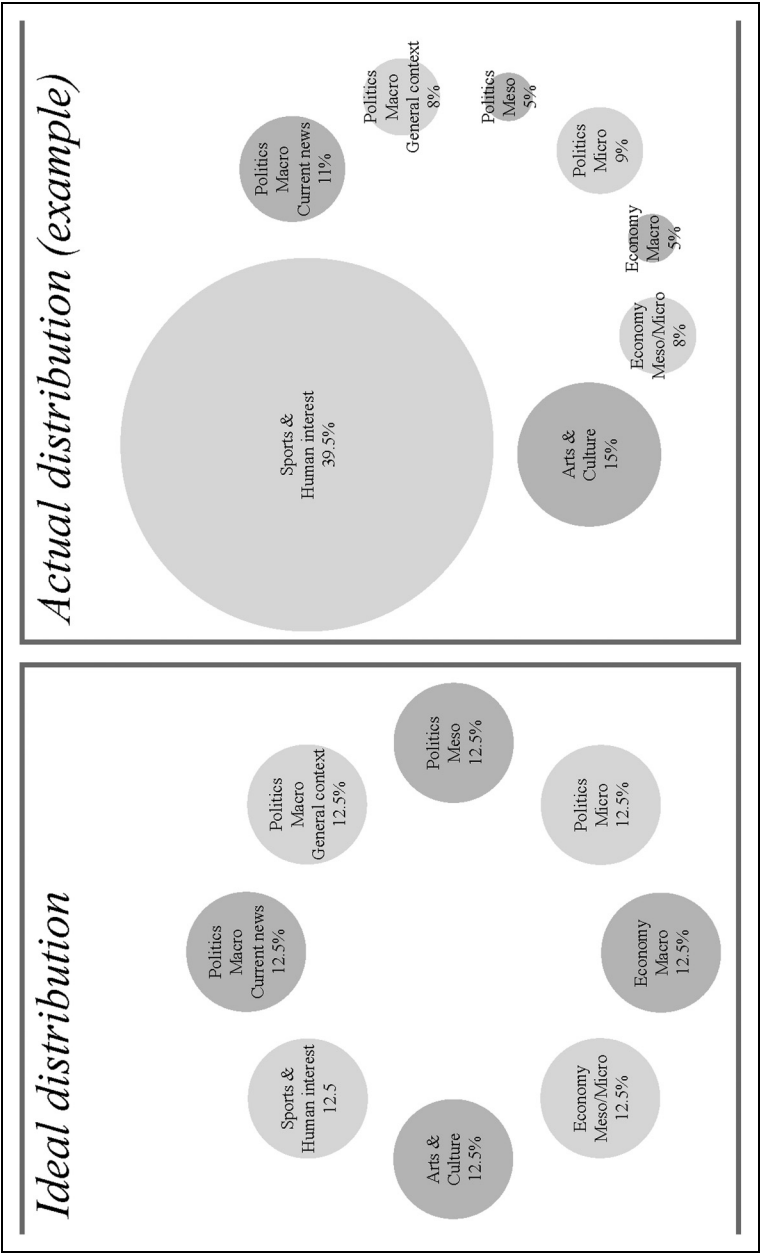 Ideal distribution
Politics
Macro
Current news
12.5%
Politics
Macro
General context
12.5%
Politics
Meso
12.5%
Politics
Micro
12.5%
Economy
Macro
12.5%
Economy
Meso/Micro
12.5%
Arts &
Culture
12.5%
Sports &
Human interest
12.5
Actual distribution (example)
Politics
Macro
Current news
11%
Politics
Macro
General context
8%
Politics
Meso
5%
Politics
Micro
9%
Economy
Macro
5%
Economy
Meso/Micro
8%
Arts &
Culture
15%
Sports &
Human interest
39.5%